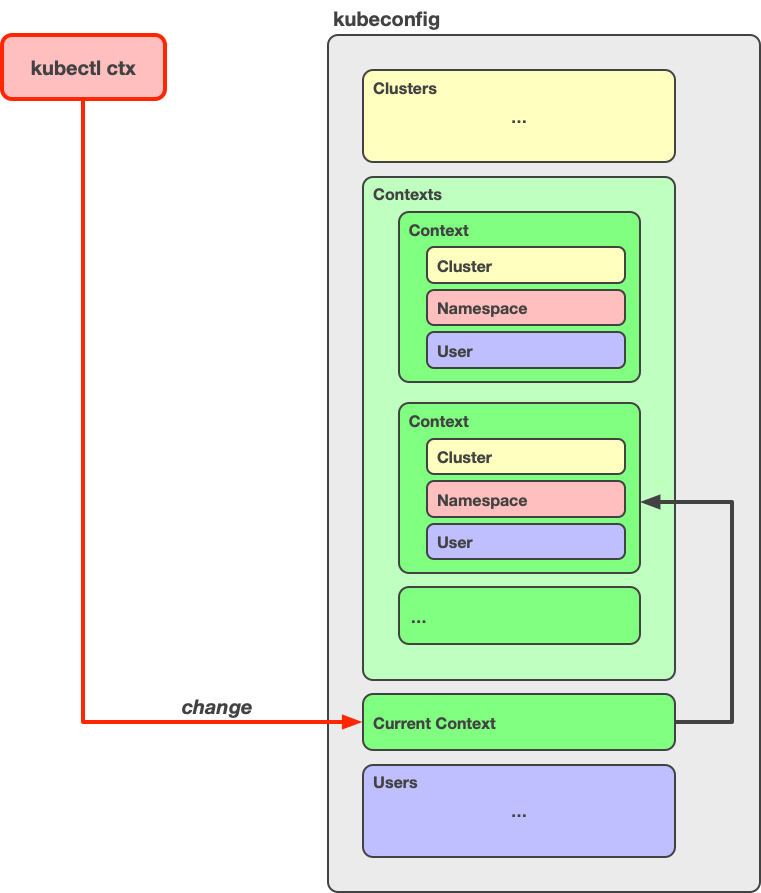 kubeconfig
kubectl ctx
Clusters
...
Contexts
Context
Cluster
Namespace
User
Context
Cluster
Namespace
User
...
change
Current Context
Users
...